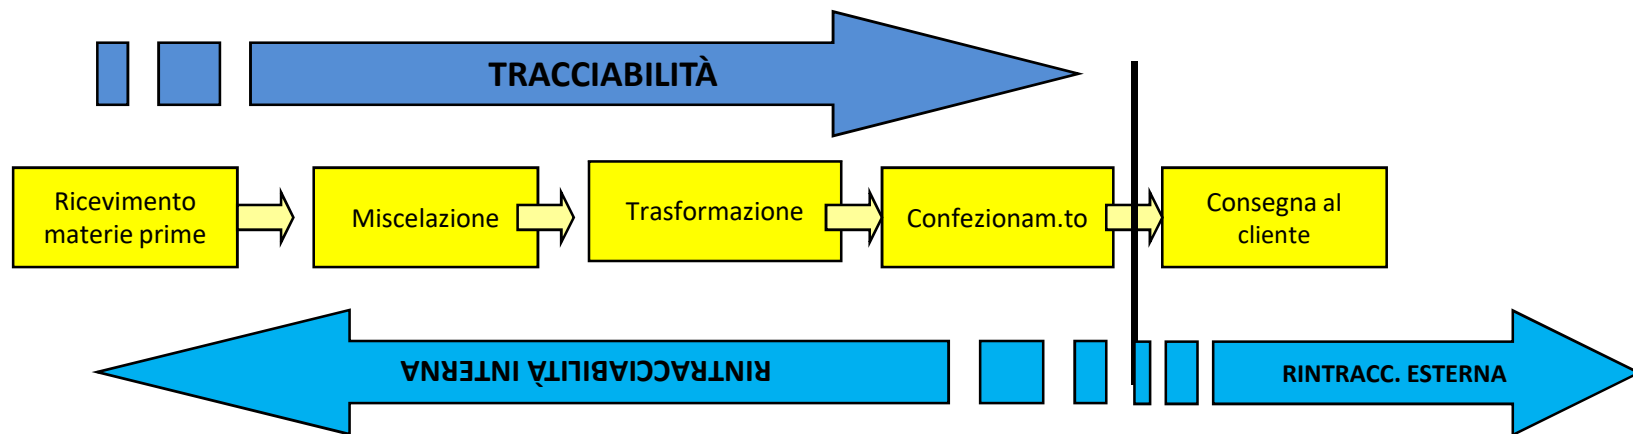 TRACCIABILITÀ
Ricevimento
materie prime
Miscelazione
Trasformazione
Confezionam.to
Consegna al
cliente
RINTRACCIABILITÀ INTERNA
RINTRACC. ESTERNA